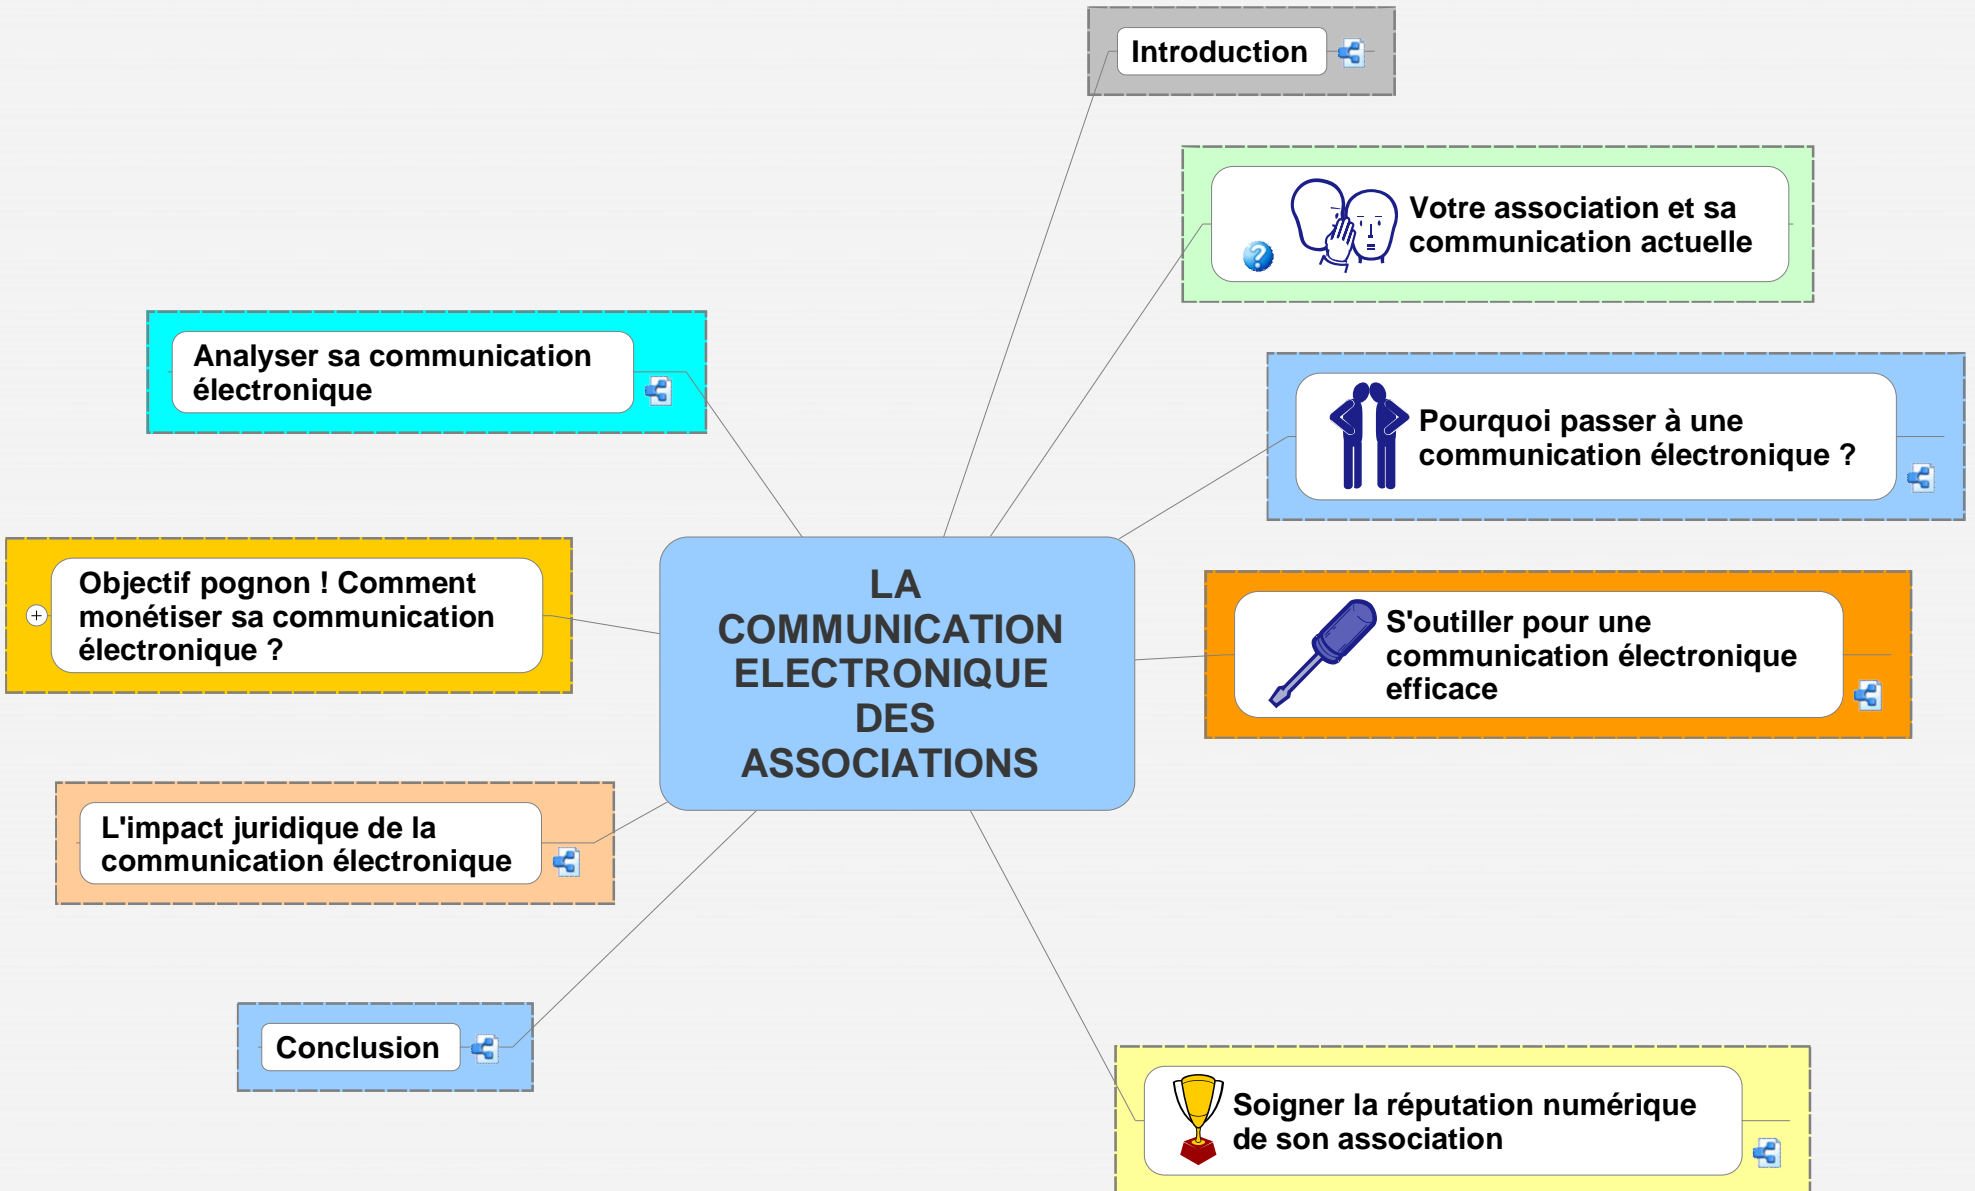 Introduction
Votre association et sa
communication actuelle
Pourquoi passer à une
communication électronique ?
S'outiller pour une
communication électronique
efficace
Soigner la réputation numérique
de son association
LA
COMMUNICATION
ELECTRONIQUE
DES
ASSOCIATIONS
Analyser sa communication
électronique
Objectif pognon ! Comment
monétiser sa communication
électronique ?
L'impact juridique de la
communication électronique
Conclusion